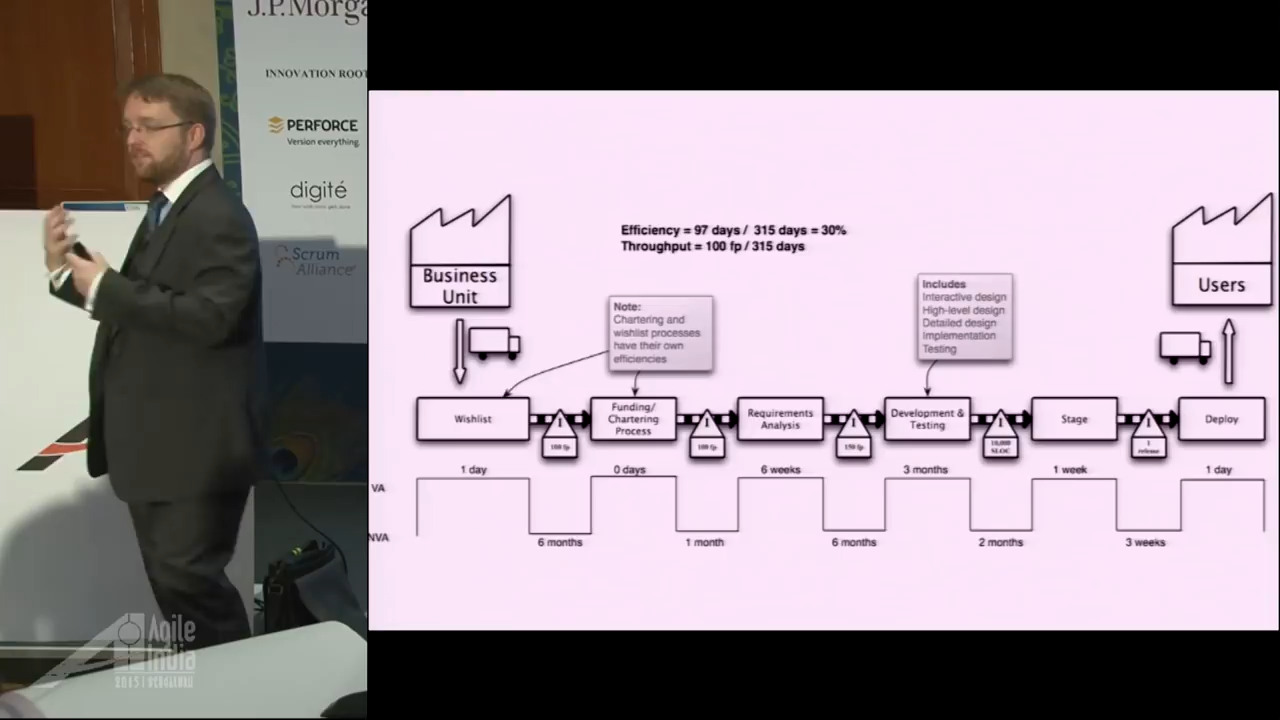 J.P.Morga
INNOVATION ROOT
PERFORCE
Version everything.
digité
Scrum
Alliance
Agile
India
Efficiency = 97 days / 315 days = 30%
Throughput = 100 fp / 315 days
Business
Unit
Users
Note:
Chartering and
wishlist processes
have their own
efficiencies
Includes
Interactive design
High-level design
Detailed design
Implementation
Testing
Wishlist
I
100 fp
Funding/
Chartering
Process
I
100 fp
Requirements
Analysis
I
150 fp
Development &
Testing
I
10,000
SLOC
Stage
I
1
release
Deploy
1 day
0 days
6 weeks
3 months
1 week
1 day
VA
NVA
6 months
1 month
6 months
2 months
3 weeks